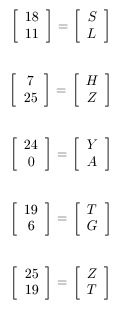 [ 18 ] = [ S ]
[ 11 ] = [ L ]
[ 7 ] = [ H ]
[ 25 ] = [ Z ]
[ 24 ] = [ Y ]
[ 0 ] = [ A ]
[ 19 ] = [ T ]
[ 6 ] = [ G ]
[ 25 ] = [ Z ]
[ 19 ] = [ T ]